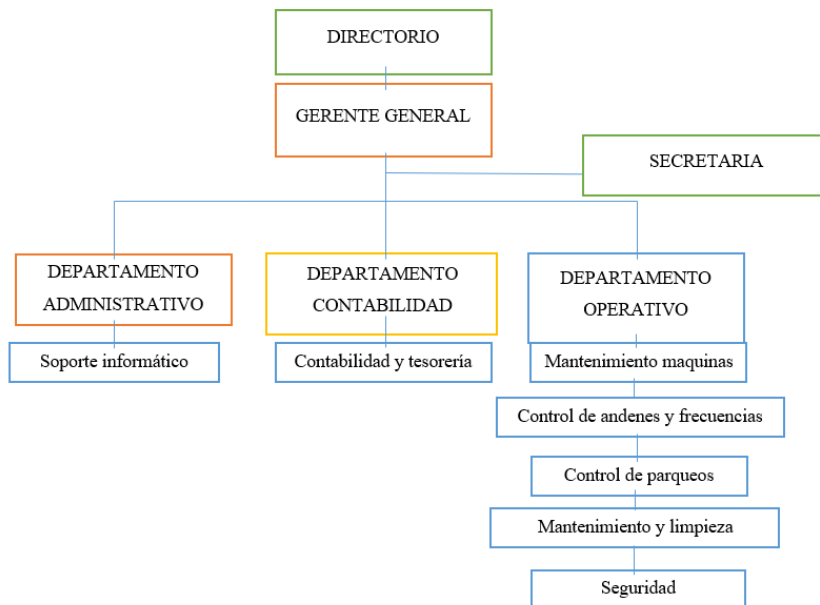 DIRECTORIO
GERENTE GENERAL
SECRETARIA
DEPARTAMENTO
ADMINISTRATIVO
DEPARTAMENTO
CONTABILIDAD
DEPARTAMENTO
OPERATIVO
Soporte informático
Contabilidad y tesorería
Mantenimiento maquinas
Control de andenes y frecuencias
Control de parqueos
Mantenimiento y limpieza
Seguridad